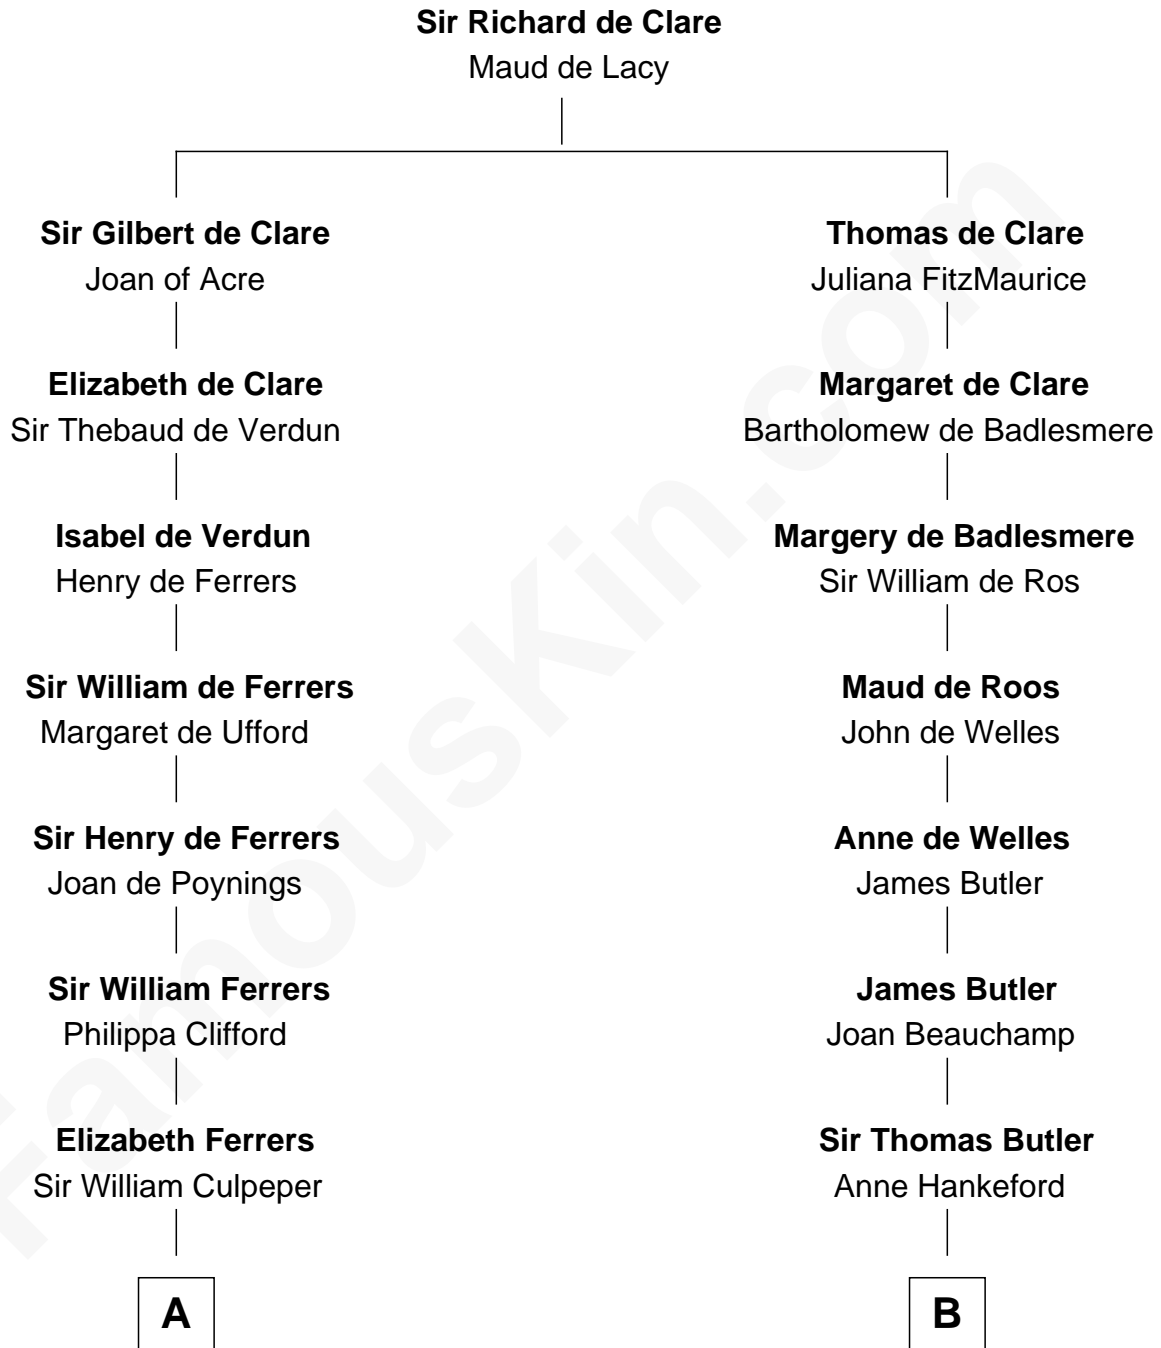 Sir Richard de Clare
Maud de Lacy
Sir Gilbert de Clare
Joan of Acre
Thomas de Clare
Juliana FitzMaurice
Elizabeth de Clare
Sir Thebaud de Verdun
Margaret de Clare
Bartholomew de Badlesmere
Isabel de Verdun
Henry de Ferrers
Margery de Badlesmere
Sir William de Ros
Sir William de Ferrers
Margaret de Ufford
Maud de Roos
John de Welles
Sir Henry de Ferrers
Joan de Poynings
Anne de Welles
James Butler
Sir William Ferrers
Philippa Clifford
James Butler
Joan Beauchamp
Elizabeth Ferrers
Sir William Culpeper
Sir Thomas Butler
Anne Hankeford
A
B
FamousKin.com